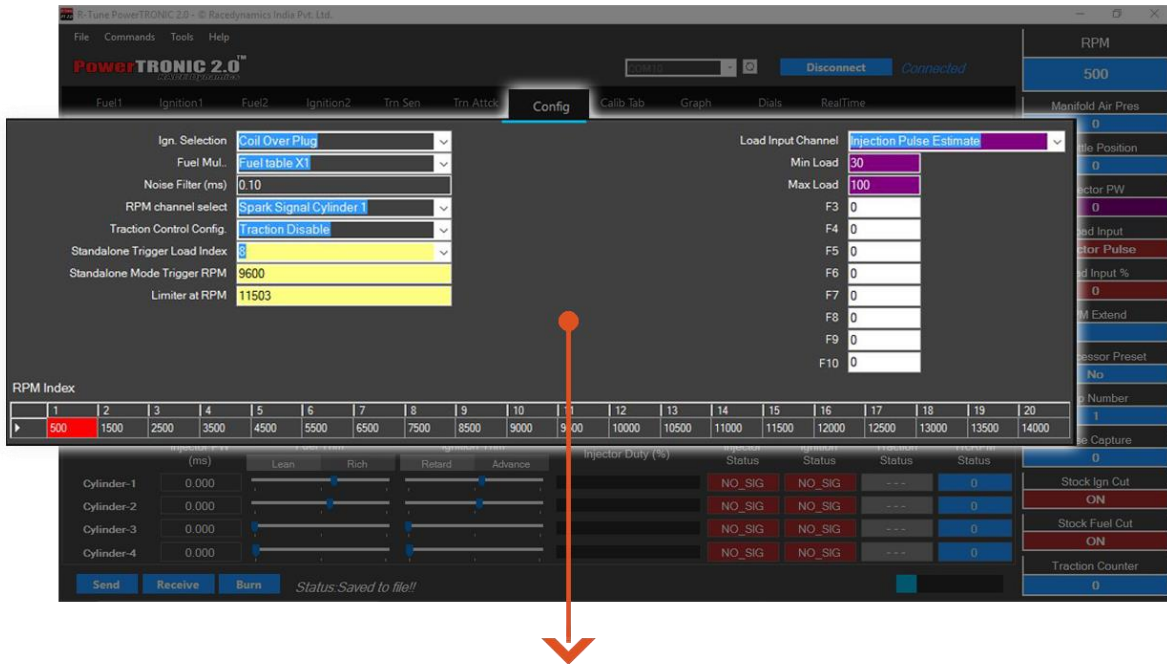 R-Tune PowerTRONIC 2.0 - © Racedynamics India Pvt. Ltd.
File Commands Tools Help
PowerTRONIC 2.0™
RACE Dynamics
COM10 Disconnect Connected
Fuel1 Ignition1 Fuel2 Ignition2 Trn Sen Trn Attck Config Calib Tab Graph Dials RealTime
RPM
500
Manifold Air Pres
0
Ign. Selection Coil Over Plug
Fuel Mul.. Fuel table X1
Noise Filter (ms) 0.10
RPM channel select Spark Signal Cylinder 1
Traction Control Config. Traction Disable
Standalone Trigger Load Index 8
Standalone Mode Trigger RPM 9600
Limiter at RPM 11503
Load Input Channel Injection Pulse Estimate
Min Load 30
Max Load 100
F3 0
F4 0
F5 0
F6 0
F7 0
F8 0
F9 0
F10 0
Position
0
PW
0
Input
Pulse
Input %
0
Extend
Preset
No
Number
1
Capture
0
RPM Index
1 2 3 4 5 6 7 8 9 10 12 13 14 15 16 17 18 19 20
500 1500 2500 3500 4500 5500 6500 7500 8500 9000 10000 10500 11000 11500 12000 12500 13000 13500 14000
(ms) Lean Rich Retard Advance Injector Duty (%) Status Status Status Status
Cylinder-1 0.000 NO_SIG NO_SIG --- 0
Cylinder-2 0.000 NO_SIG NO_SIG --- 0
Cylinder-3 0.000 NO_SIG NO_SIG --- 0
Cylinder-4 0.000 NO_SIG NO_SIG --- 0
Stock Ign Cut
ON
Stock Fuel Cut
ON
Traction Counter
0
Send Receive Burn Status:Saved to file!!